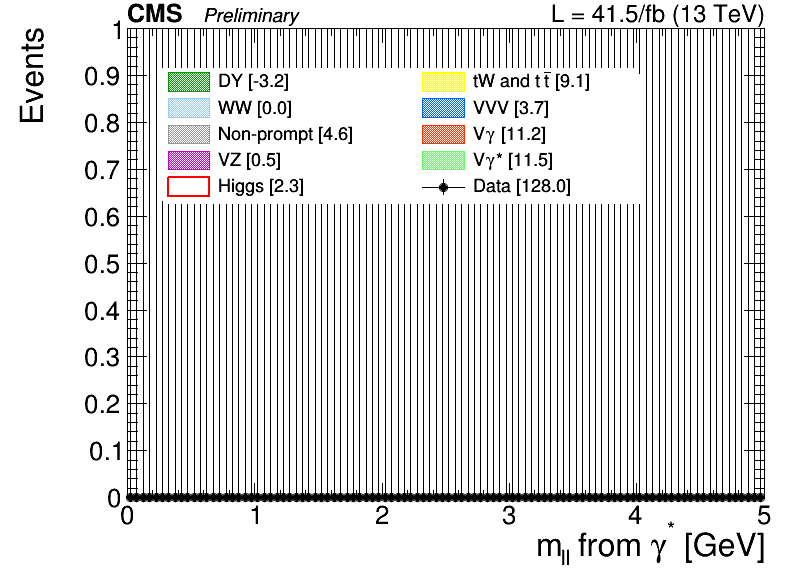 CMS Preliminary L = 41.5/fb (13 TeV)
Events
1
0.9
0.8
0.7
0.6
0.5
0.4
0.3
0.2
0.1
0
DY [-3.2]
tW and tt̄ [9.1]
WW [0.0]
VVV [3.7]
Non-prompt [4.6]
Vγ [11.2]
VZ [0.5]
Vγ* [11.5]
Higgs [2.3]
Data [128.0]
0 1 2 3 4 5
m_ll from γ* [GeV]